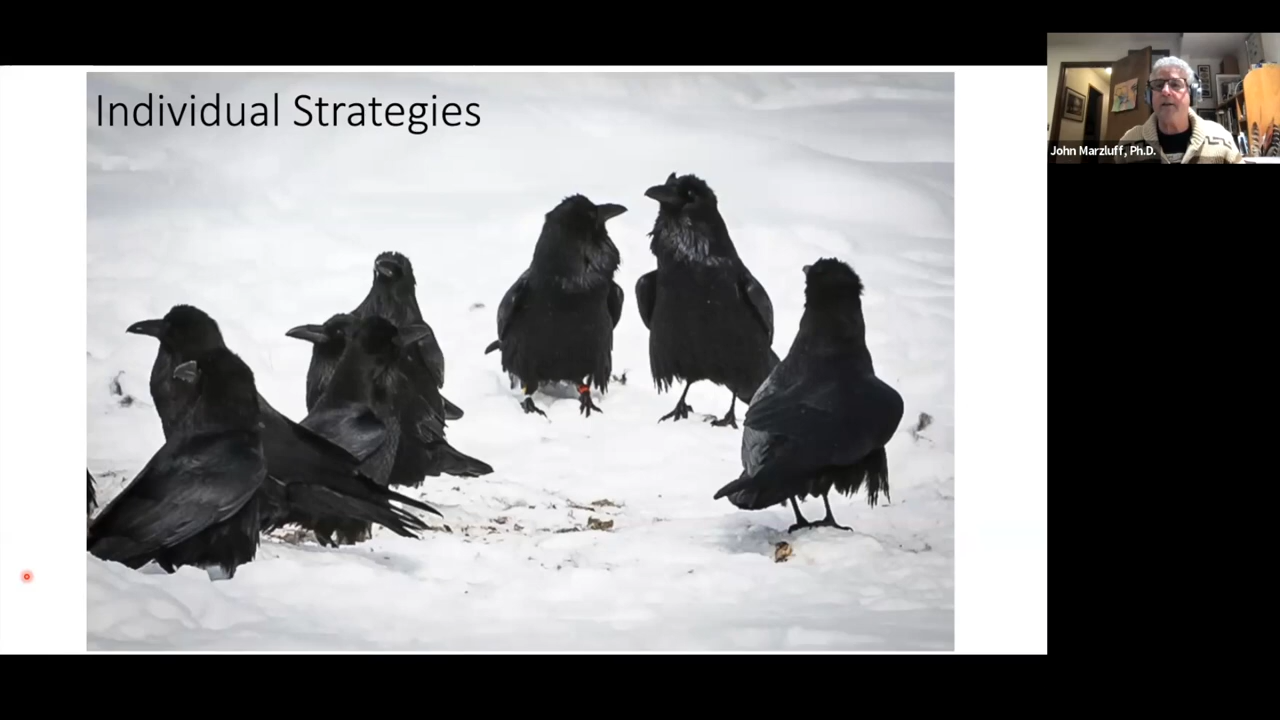 Individual Strategies
John Marzluff, Ph.D.